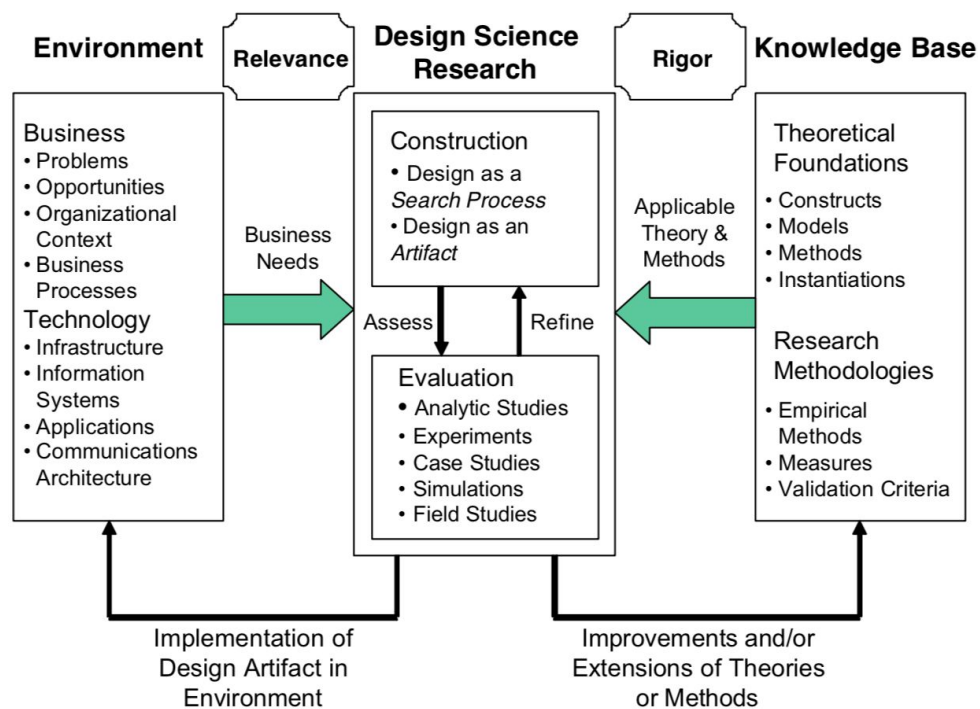 Environment
Relevance
Design Science
Research
Rigor
Knowledge Base
Business
• Problems
• Opportunities
• Organizational
Context
• Business
Processes
Technology
• Infrastructure
• Information
Systems
• Applications
• Communications
Architecture
Business
Needs
Construction
• Design as a
Search Process
• Design as an
Artifact
Assess
Refine
Evaluation
• Analytic Studies
• Experiments
• Case Studies
• Simulations
• Field Studies
Applicable
Theory &
Methods
Theoretical
Foundations
• Constructs
• Models
• Methods
• Instantiations
Research
Methodologies
• Empirical
Methods
• Measures
• Validation Criteria
Implementation of
Design Artifact in
Environment
Improvements and/or
Extensions of Theories
or Methods